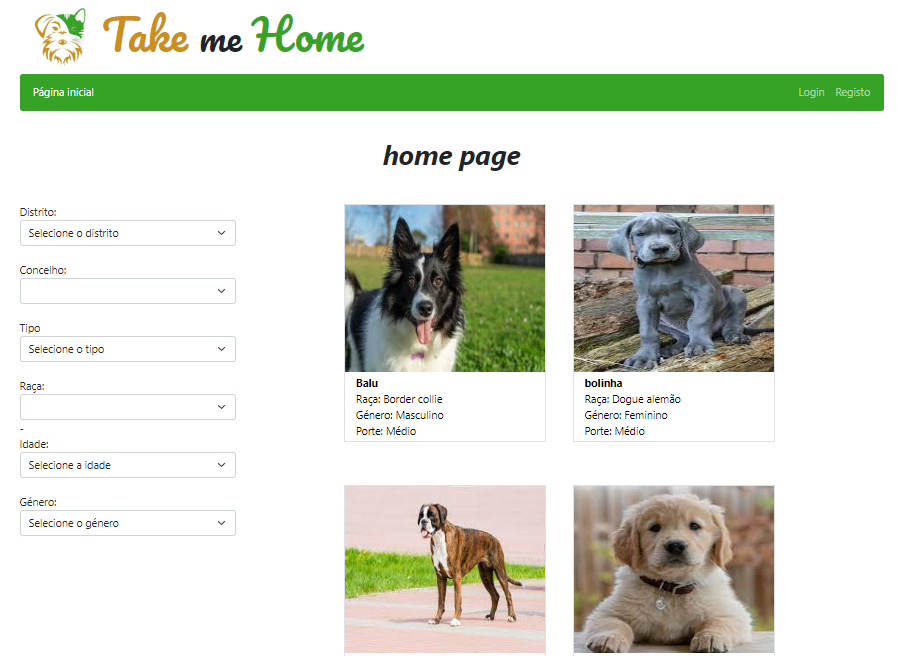 Take me Home
Página inicial
Login
Registo
home page
Distrito:
Selecione o distrito
Concelho:
Tipo
Selecione o tipo
Raça:
-
Idade:
Selecione a idade
Género:
Selecione o género
Balu
Raça: Border collie
Género: Masculino
Porte: Médio
bolinha
Raça: Dogue alemão
Género: Feminino
Porte: Médio